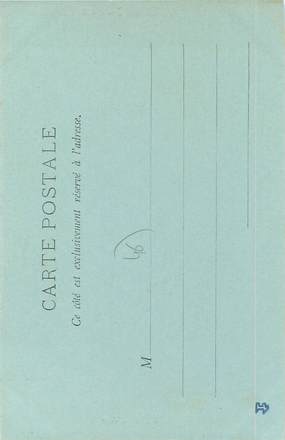 CARTE POSTALE
Ce côté est exclusivement réservé à l'adresse.
M